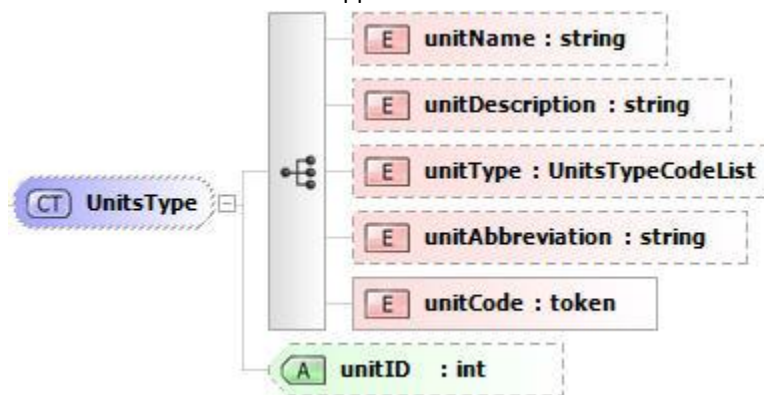 E unitName : string
E unitDescription : string
E unitType : UnitsTypeCodeList
CT UnitsType
E unitAbbreviation : string
E unitCode : token
A unitID : int